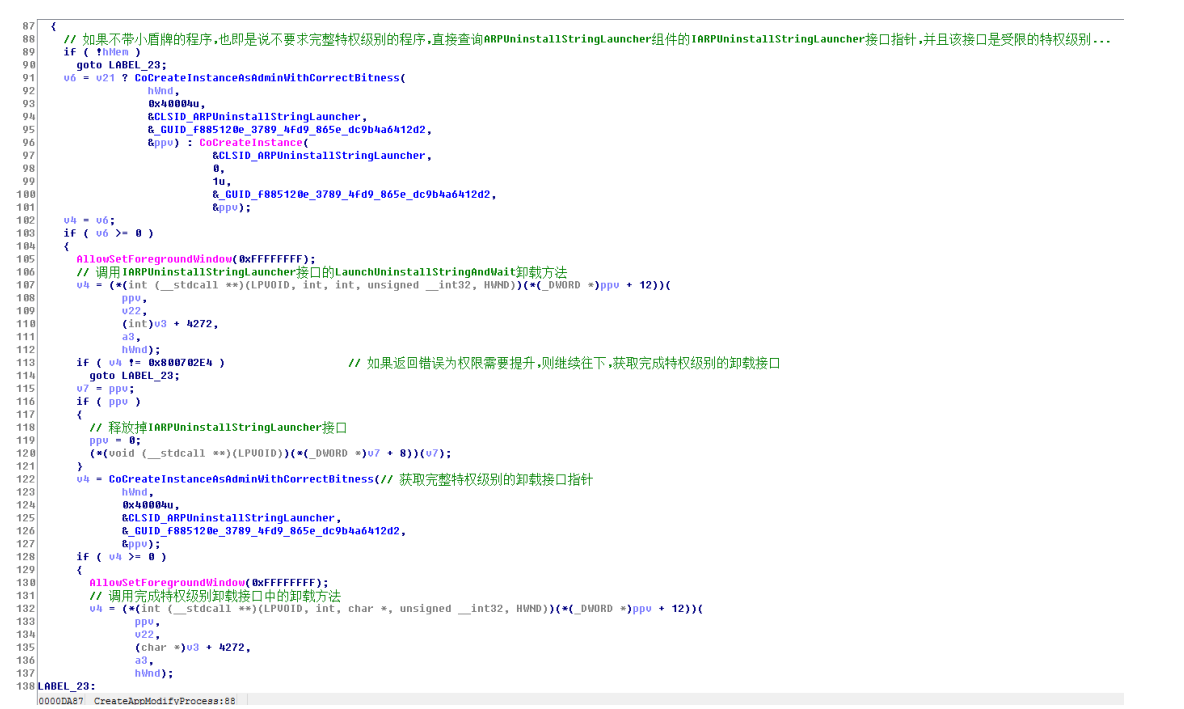 87 {
88 // 如果不带小盾牌的程序,也即是说不要求完整特权级别的程序,直接查询ARPUninstallStringLauncher组件的IARPUninstallStringLauncher接口指针,并且该接口是受限的特权级别...
89 if ( !hMem )
90 goto LABEL_23;
91 v6 = v21 ? CoCreateInstanceAsAdminWithCorrectBitness(
92 hWnd,
93 0x40004u,
94 &CLSID_ARPUninstallStringLauncher,
95 &_GUID_f885120e_3789_4fd9_865e_dc9b4a6412d2,
96 &ppv) : CoCreateInstance(
97 &CLSID_ARPUninstallStringLauncher,
98 0,
99 1u,
100 &_GUID_f885120e_3789_4fd9_865e_dc9b4a6412d2,
101 &ppv);
102 v4 = v6;
103 if ( v6 >= 0 )
104 {
105 AllowSetForegroundWindow(0xFFFFFFFF);
106 // 调用IARPUninstallStringLauncher接口的LaunchUninstallStringAndWait卸载方法
107 v4 = (*(int (__stdcall **)(LPVOID, int, int, unsigned __int32, HWND))(*(_DWORD *)ppv + 12))(
108 ppv,
109 v22,
110 (int)v3 + 4272,
111 a3,
112 hWnd);
113 if ( v4 != 0x800702E4 ) // 如果返回错误为权限需要提升,则继续往下,获取完成特权级别的卸载接口
114 goto LABEL_23;
115 v7 = ppv;
116 if ( ppv )
117 {
118 // 释放掉IARPUninstallStringLauncher接口
119 ppv = 0;
120 (*(void (__stdcall **)(LPVOID))(*(_DWORD *)v7 + 8))(v7);
121 }
122 v4 = CoCreateInstanceAsAdminWithCorrectBitness(// 获取完整特权级别的卸载接口指针
123 hWnd,
124 0x40004u,
125 &CLSID_ARPUninstallStringLauncher,
126 &_GUID_f885120e_3789_4fd9_865e_dc9b4a6412d2,
127 &ppv);
128 if ( v4 >= 0 )
129 {
130 AllowSetForegroundWindow(0xFFFFFFFF);
131 // 调用完成特权级别卸载接口中的卸载方法
132 v4 = (*(int (__stdcall **)(LPVOID, int, char *, unsigned __int32, HWND))(*(_DWORD *)ppv + 12))(
133 ppv,
134 v22,
135 (char *)v3 + 4272,
136 a3,
137 hWnd);
138 LABEL_23:
0000DA87 CreateAppModifyProcess:88